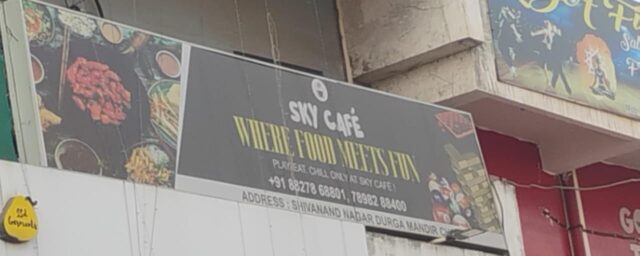 SKY CAFÉ
WHERE FOOD MEETS FUN
PLAY, EAT, CHILL ONLY AT SKY CAFE !
+91 88278 68801, 78982 88400
ADDRESS : SHIVANAND NAGAR DURGA MANDIR